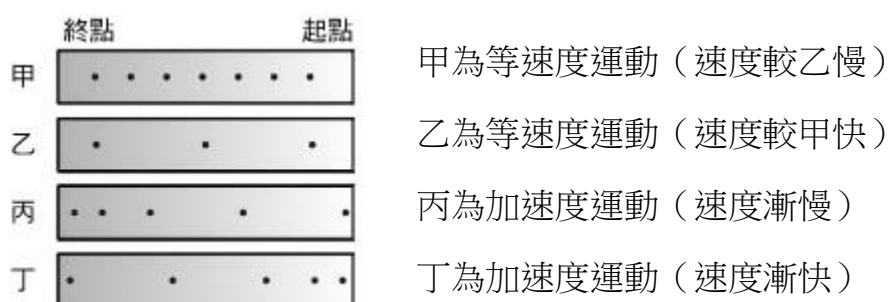 終點 起點
甲 甲為等速度運動（速度較乙慢）
乙 乙為等速度運動（速度較甲快）
丙 丙為加速度運動（速度漸慢）
丁 丁為加速度運動（速度漸快）